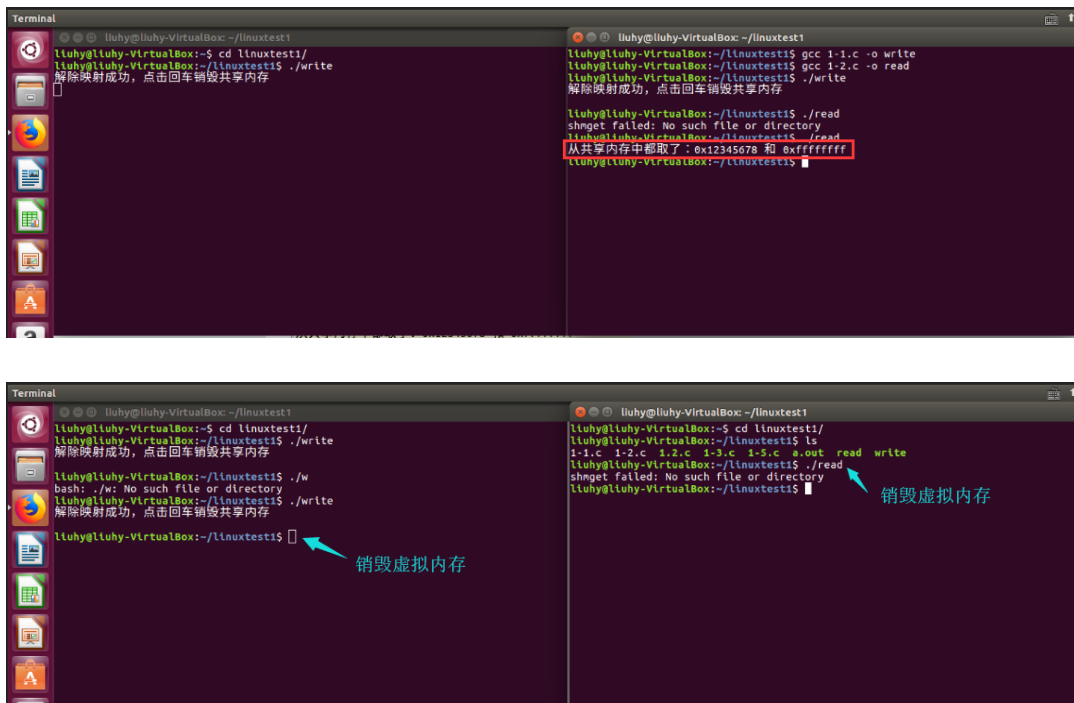 Terminal
liuhy@liuhy-VirtualBox: ~/linuxtest1
liuhy@liuhy-VirtualBox:~$ cd linuxtest1/
liuhy@liuhy-VirtualBox:~/linuxtest1$ ./write
解除映射成功，点击回车销毁共享内存
liuhy@liuhy-VirtualBox: ~/linuxtest1
liuhy@liuhy-VirtualBox:~/linuxtest1$ gcc 1-1.c -o write
liuhy@liuhy-VirtualBox:~/linuxtest1$ gcc 1-2.c -o read
liuhy@liuhy-VirtualBox:~/linuxtest1$ ./write
解除映射成功，点击回车销毁共享内存
liuhy@liuhy-VirtualBox:~/linuxtest1$ ./read
shmget failed: No such file or directory
liuhy@liuhy-VirtualBox:~/linuxtest1$ ./read
从共享内存中都取了：0x12345678 和 0xffffffff
liuhy@liuhy-VirtualBox:~/linuxtest1$
Terminal
liuhy@liuhy-VirtualBox: ~/linuxtest1
liuhy@liuhy-VirtualBox:~$ cd linuxtest1/
liuhy@liuhy-VirtualBox:~/linuxtest1$ ./write
解除映射成功，点击回车销毁共享内存
liuhy@liuhy-VirtualBox:~/linuxtest1$ ./w
bash: ./w: No such file or directory
liuhy@liuhy-VirtualBox:~/linuxtest1$ ./write
解除映射成功，点击回车销毁共享内存
liuhy@liuhy-VirtualBox:~/linuxtest1$
销毁虚拟内存
liuhy@liuhy-VirtualBox: ~/linuxtest1
liuhy@liuhy-VirtualBox:~$ cd linuxtest1/
liuhy@liuhy-VirtualBox:~/linuxtest1$ ls
1-1.c 1-2.c 1.2.c 1-3.c 1-5.c a.out read write
liuhy@liuhy-VirtualBox:~/linuxtest1$ ./read
shmget failed: No such file or directory
liuhy@liuhy-VirtualBox:~/linuxtest1$
销毁虚拟内存